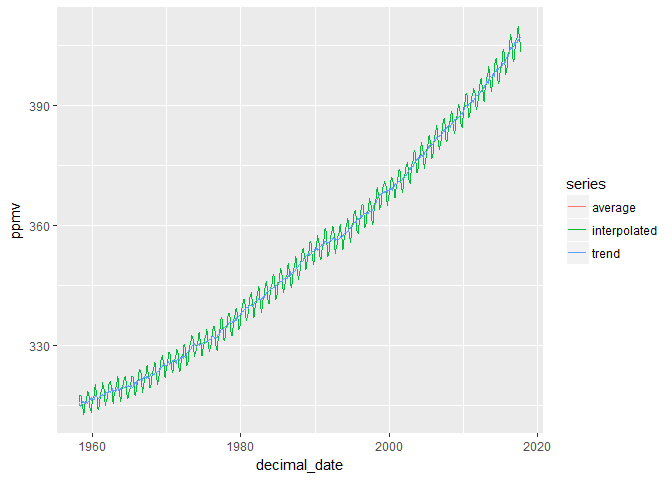 ppmv
390
360
330
1960
1980
2000
2020
decimal_date
series
average
interpolated
trend